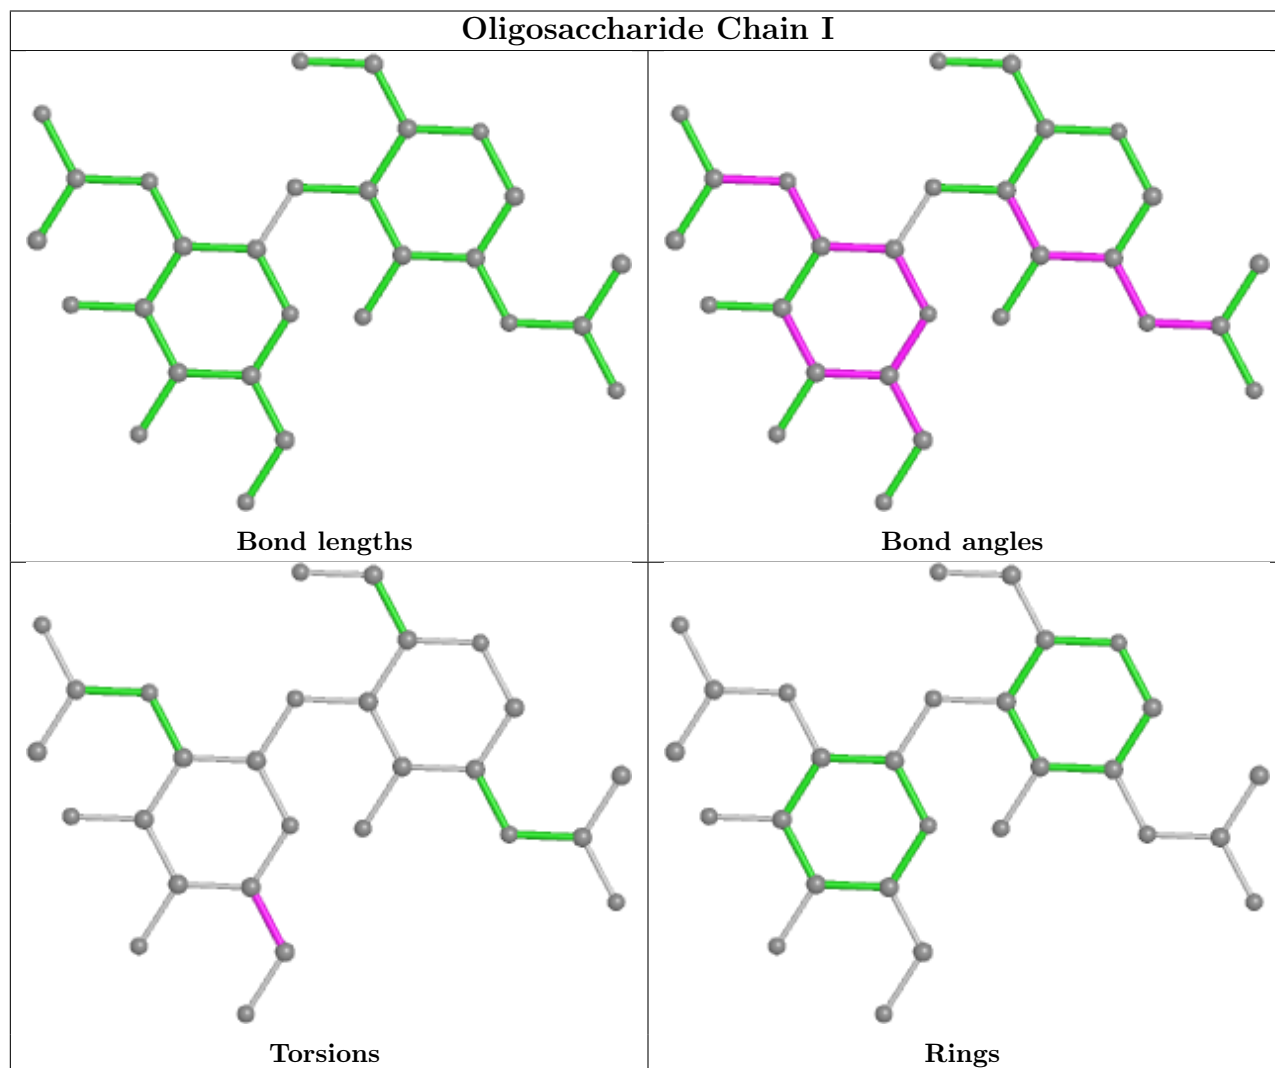 Oligosaccharide Chain I
Bond lengths
Bond angles
Torsions
Rings